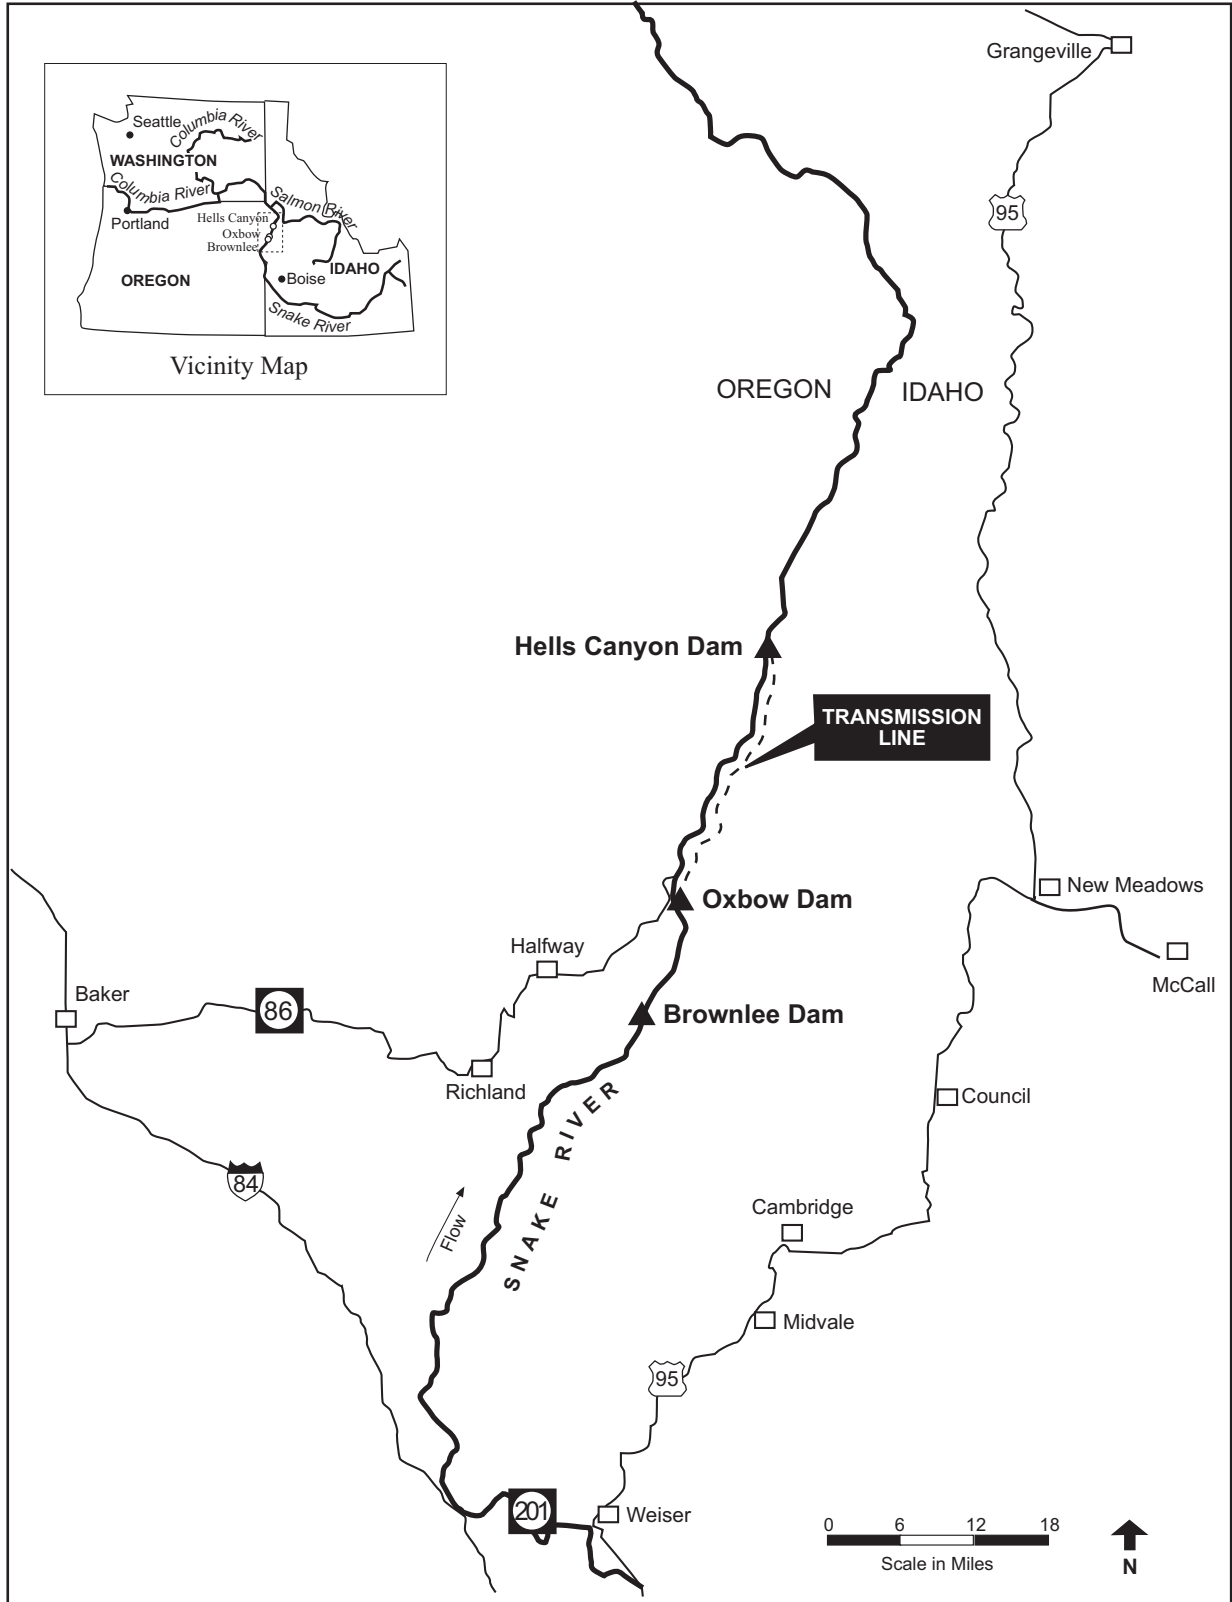 Grangeville
Seattle
Columbia River
WASHINGTON
Columbia River
Salmon River
Portland
Hells Canyon
Oxbow
Brownlee
OREGON
IDAHO
Boise
Snake River
Vicinity Map
95
OREGON
IDAHO
Hells Canyon Dam
TRANSMISSION
LINE
New Meadows
Oxbow Dam
Halfway
McCall
Baker
86
Brownlee Dam
Richland
Council
SNAKE RIVER
84
Flow
Cambridge
Midvale
95
201
Weiser
0 6 12 18
Scale in Miles
N